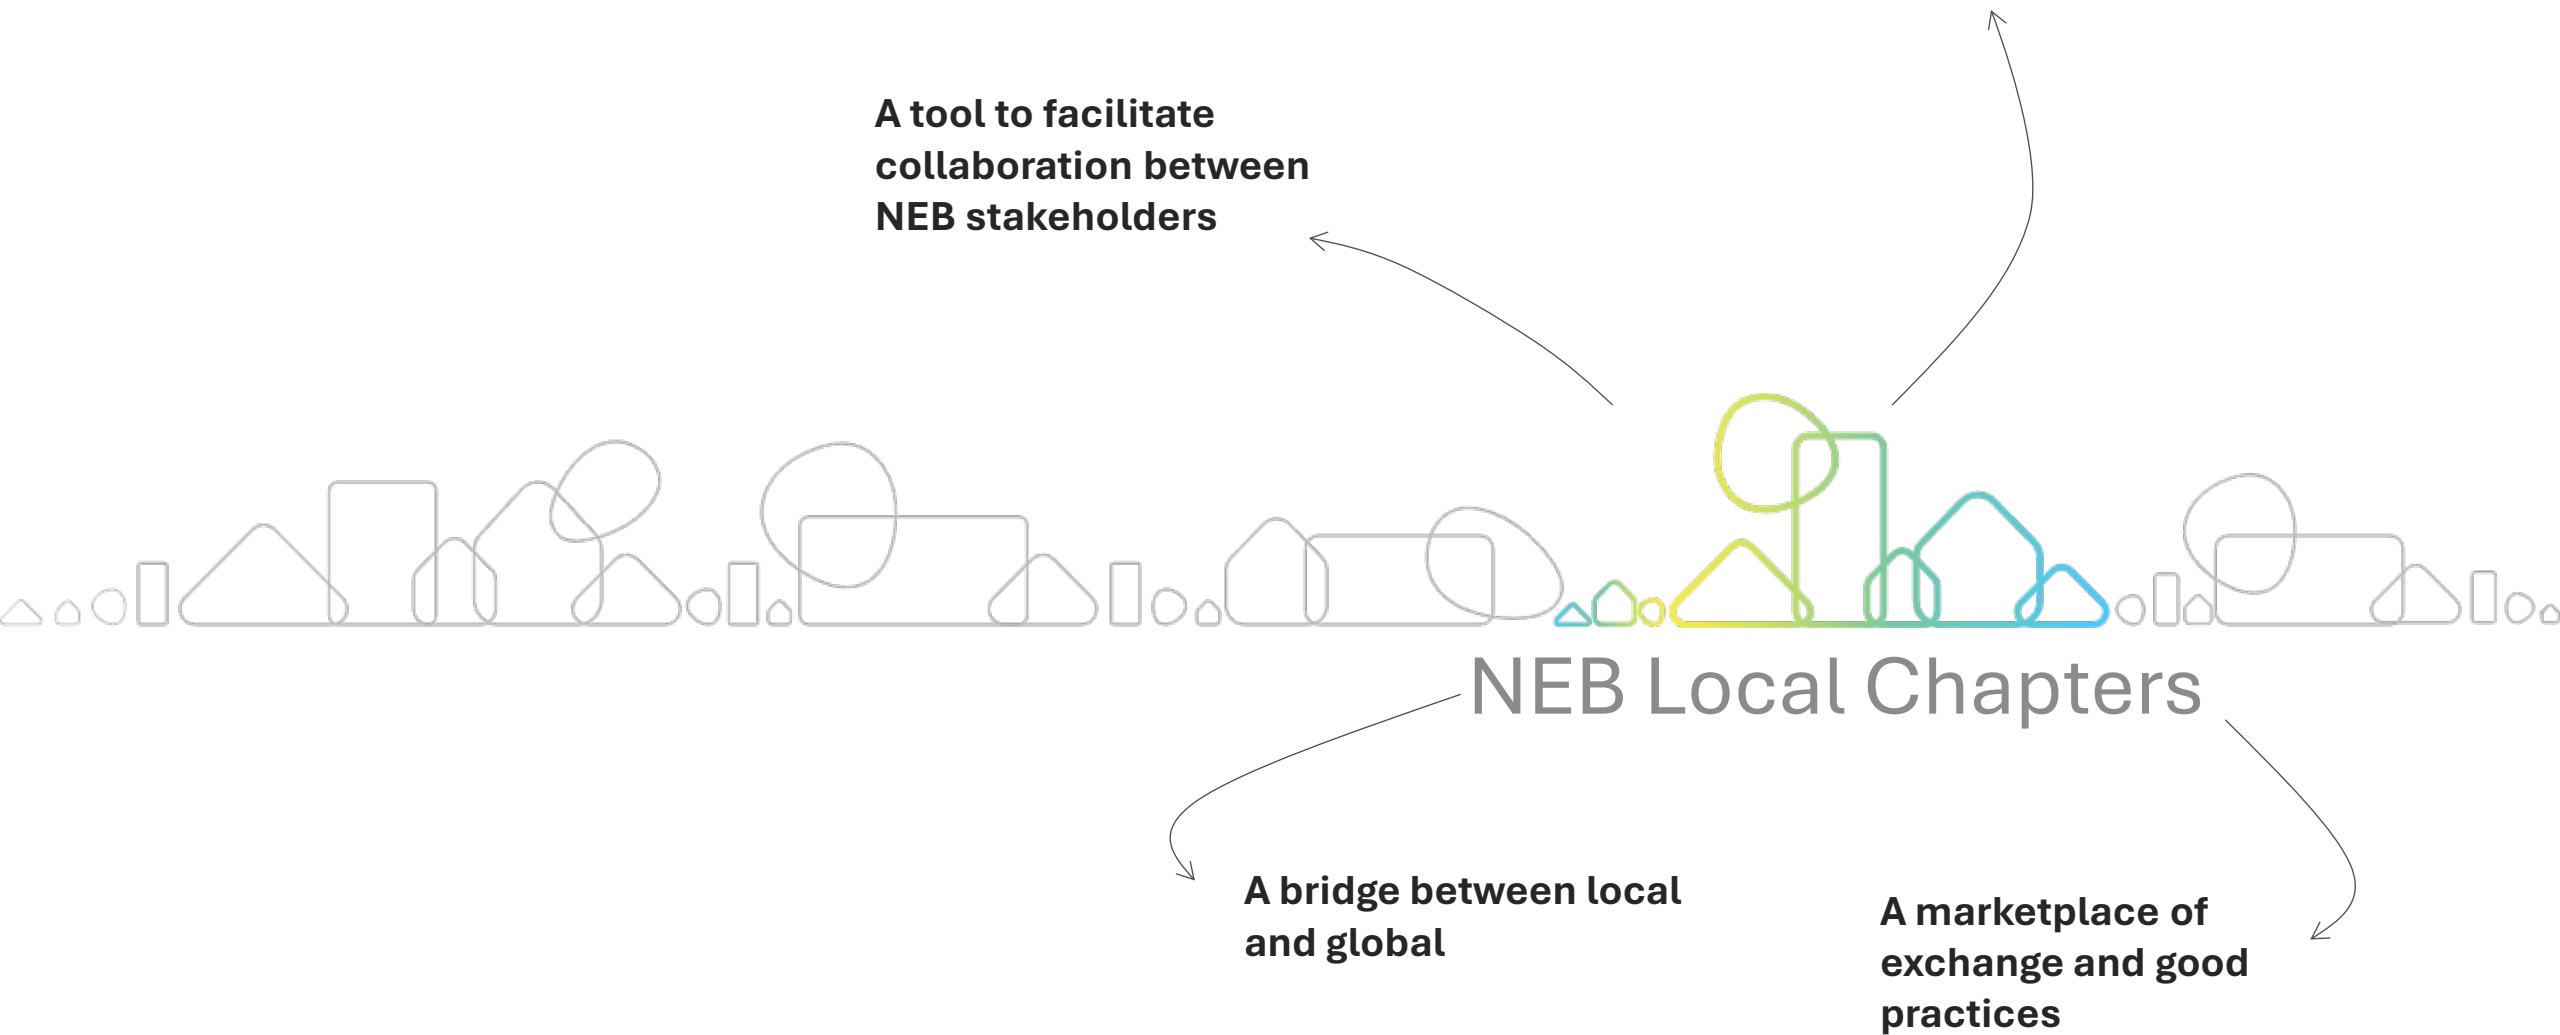 A tool to facilitate
collaboration between
NEB stakeholders
NEB Local Chapters
A bridge between local
and global
A marketplace of
exchange and good
practices